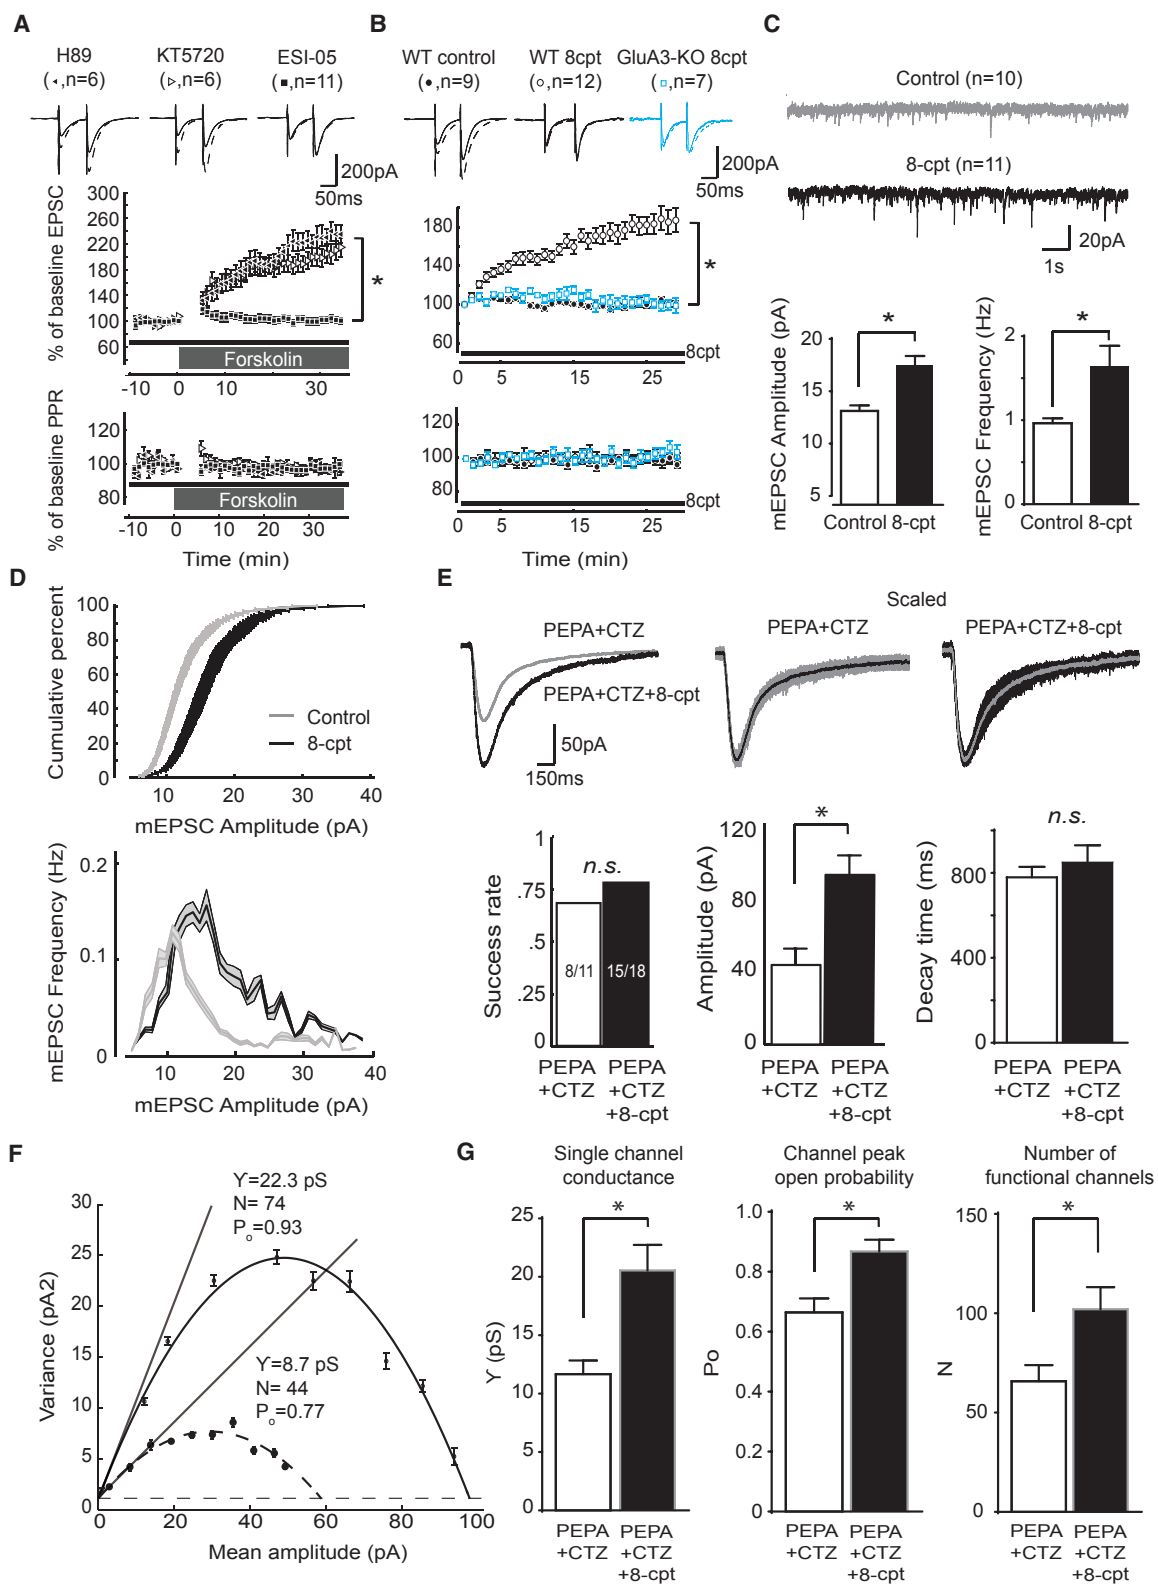 A
H89
(◂,n=6)
KT5720
(▹,n=6)
ESI-05
(■,n=11)
200pA
50ms
% of baseline EPSC
300
260
220
180
140
100
60
*
Forskolin
-10 0 10 20 30
% of baseline PPR
120
100
80
Forskolin
-10 0 10 20 30
Time (min)
B
WT control
(●,n=9)
WT 8cpt
(○,n=12)
GluA3-KO 8cpt
(□,n=7)
200pA
50ms
180
140
100
60
*
8cpt
0 5 15 25
120
100
80
8cpt
0 5 15 25
Time (min)
C
Control (n=10)
8-cpt (n=11)
20pA
1s
mEPSC Amplitude (pA)
20
15
10
5
*
Control 8-cpt
mEPSC Frequency (Hz)
2
1
0
*
Control 8-cpt
D
Cumulative percent
100
80
60
40
20
0
Control
8-cpt
10 20 30 40
mEPSC Amplitude (pA)
mEPSC Frequency (Hz)
0.2
0.1
0
10 20 30 40
mEPSC Amplitude (pA)
E
Scaled
PEPA+CTZ
PEPA+CTZ+8-cpt
50pA
150ms
PEPA+CTZ
PEPA+CTZ+8-cpt
Success rate
1
.75
.5
.25
0
n.s.
8/11
15/18
PEPA
+CTZ
PEPA
+CTZ
+8-cpt
Amplitude (pA)
120
80
40
0
*
PEPA
+CTZ
PEPA
+CTZ
+8-cpt
Decay time (ms)
800
400
0
n.s.
PEPA
+CTZ
PEPA
+CTZ
+8-cpt
F
Variance (pA2)
30
25
20
15
10
5
0
ϒ=22.3 pS
N= 74
Po=0.93
ϒ=8.7 pS
N= 44
Po=0.77
0 20 40 60 80 100
Mean amplitude (pA)
G
Single channel
conductance
ϒ (pS)
25
20
15
10
5
0
*
PEPA
+CTZ
PEPA
+CTZ
+8-cpt
Channel peak
open probability
Po
1.0
0.8
0.6
0.4
0.2
0
*
PEPA
+CTZ
PEPA
+CTZ
+8-cpt
Number of
functional channels
N
150
100
50
0
*
PEPA
+CTZ
PEPA
+CTZ
+8-cpt